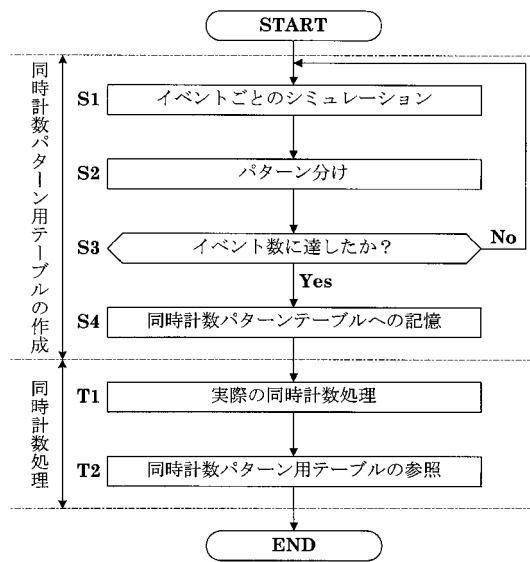 START
同時計数パターン用テーブルの作成
S1 イベントごとのシミュレーション
S2 パターン分け
S3 イベント数に達したか?
No
Yes
S4 同時計数パターンテーブルへの記憶
同時計数処理
T1 実際の同時計数処理
T2 同時計数パターン用テーブルの参照
END